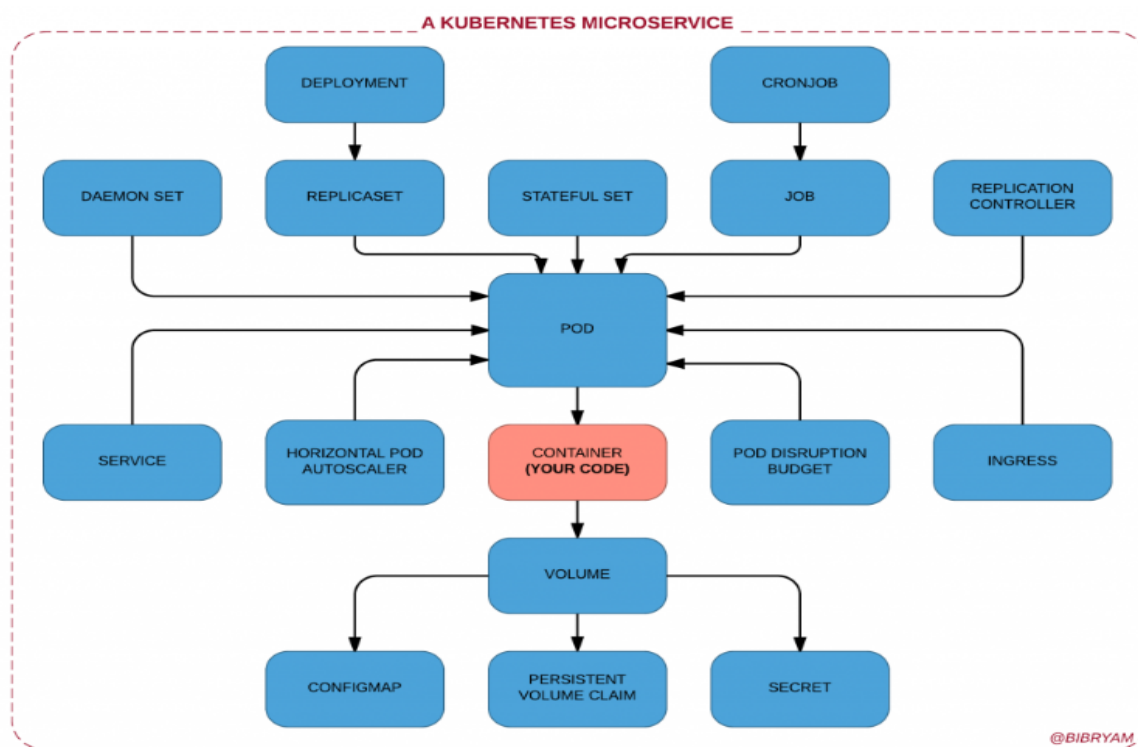 A KUBERNETES MICROSERVICE
DEPLOYMENT
CRONJOB
DAEMON SET
REPLICASET
STATEFUL SET
JOB
REPLICATION
CONTROLLER
POD
SERVICE
HORIZONTAL POD
AUTOSCALER
CONTAINER
(YOUR CODE)
POD DISRUPTION
BUDGET
INGRESS
VOLUME
CONFIGMAP
PERSISTENT
VOLUME CLAIM
SECRET
@BIBRYAM